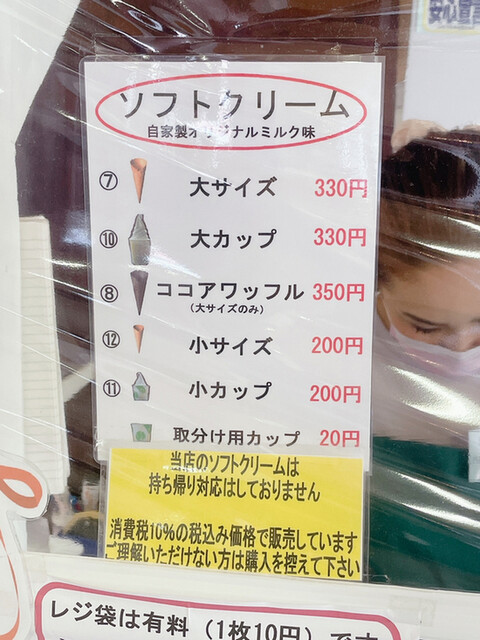 ソフトクリーム
自家製オリジナルミルク味
⑦ 大サイズ 330円
⑩ 大カップ 330円
⑧ ココアワッフル 350円
(大サイズのみ)
⑫ 小サイズ 200円
⑪ 小カップ 200円
取分け用カップ 20円
当店のソフトクリームは
持ち帰り対応はしておりません
消費税10%の税込み価格で販売しています
ご理解いただけない方は購入を控えて下さい
レジ袋は有料（1枚10円）です